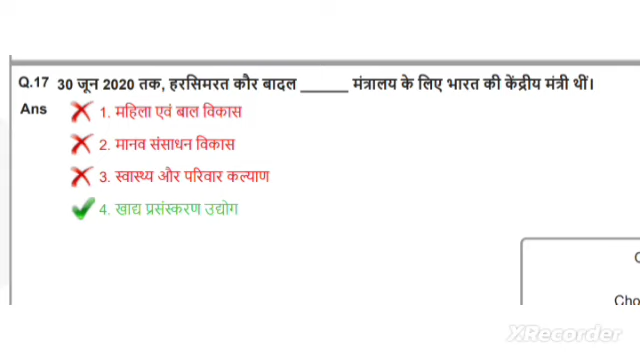 Q.17 30 जून 2020 तक, हरसिमरत कौर बादल ______ मंत्रालय के लिए भारत की केंद्रीय मंत्री थीं।
Ans 1. महिला एवं बाल विकास
2. मानव संसाधन विकास
3. स्वास्थ्य और परिवार कल्याण
4. खाद्य प्रसंस्करण उद्योग
Cho
XRecorder